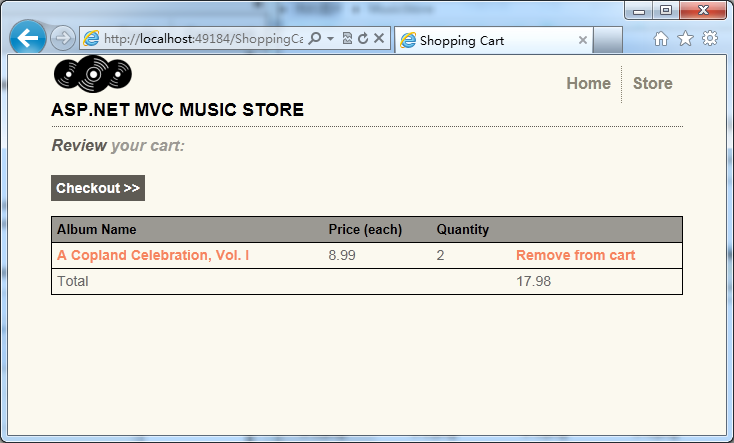 http://localhost:49184/ShoppingCa
Shopping Cart
Home Store
ASP.NET MVC MUSIC STORE
Review your cart:
Checkout >>
Album Name Price (each) Quantity
A Copland Celebration, Vol. I 8.99 2 Remove from cart
Total 17.98